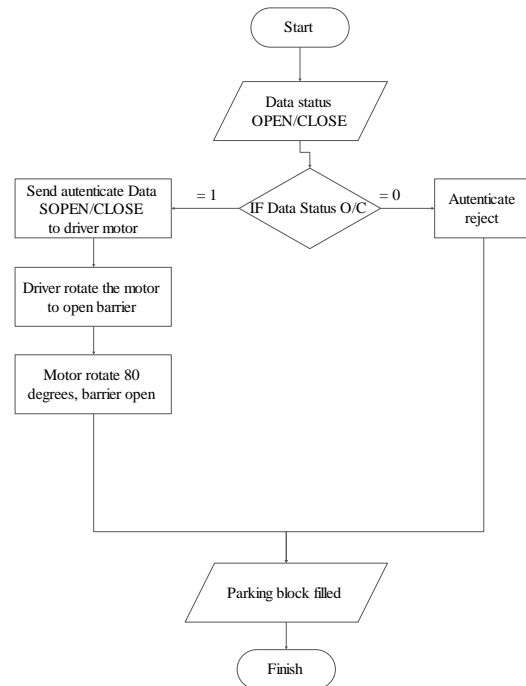 Start
Data status
OPEN/CLOSE
= 1
= 0
IF Data Status O/C
Send autenticate Data
SOPEN/CLOSE
to driver motor
Autenticate
reject
Driver rotate the motor
to open barrier
Motor rotate 80
degrees, barrier open
Parking block filled
Finish